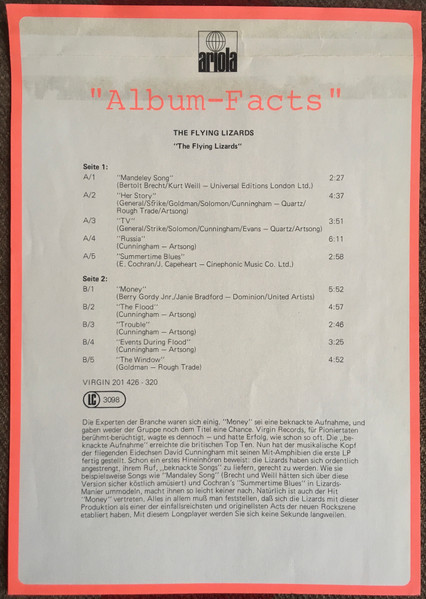 ariola
"Album-Facts"
THE FLYING LIZARDS
"The Flying Lizards"
Seite 1:
A/1 "Mandeley Song" 2:27
(Bertolt Brecht/Kurt Weill — Universal Editions London Ltd.)
A/2 "Her Story" 4:37
(General/Sfrike/Goldman/Solomon/Cunningham — Quartz/
Rough Trade/Artsong)
A/3 "TV" 3:51
(General/Strike/Solomon/Cunningham/Evans — Quartz/Artsong)
A/4 "Russia" 6:11
(Cunningham — Artsong)
A/5 "Summertime Blues" 2:58
(E. Cochran/J. Capeheart — Cinephonic Music Co. Ltd.)
Seite 2:
B/1 "Money" 5:52
(Berry Gordy Jnr./Janie Bradford — Dominion/United Artists)
B/2 "The Flood" 4:57
(Cunningham — Artsong)
B/3 "Trouble" 2:46
(Cunningham — Artsong)
B/4 "Events During Flood" 3:25
(Cunningham — Artsong)
B/5 "The Window" 4:52
(Goldman — Rough Trade)
VIRGIN 201 426 - 320
LC 3098
Die Experten der Branche waren sich einig. "Money" sei eine beknackte Aufnahme, und
gaben weder der Gruppe noch dem Titel eine Chance. Virgin Records, für Pioniertaten
berühmt-berüchtigt, wagte es dennoch — und hatte Erfolg, wie schon so oft. Die „be-
knackte Aufnahme" erreichte die britischen Top Ten. Nun hat der musikalische Kopf
der fliegenden Eidechsen David Cunningham mit seinen Mit-Amphibien die erste LP
fertig gestellt. Schon ein erstes Hineinhören beweist: die Lizards haben sich ordentlich
angestrengt, ihrem Ruf, „beknackte Songs" zu liefern, gerecht zu werden. Wie sie
beispielsweise Songs wie "Mandeley Song" (Brecht und Weill hätten sich über diese
Version sicher köstlich amüsiert) und Cochran's "Summertime Blues" in Lizards-
Manier ummodeln, macht ihnen so leicht keiner nach. Natürlich ist auch der Hit
"Money" vertreten. Alles in allem muß man feststellen, daß sich die Lizards mit dieser
Produktion als einer der einfallsreichsten und originellsten Acts der neuen Rockszene
etabliert haben. Mit diesem Longplayer werden Sie sich keine Sekunde langweilen.